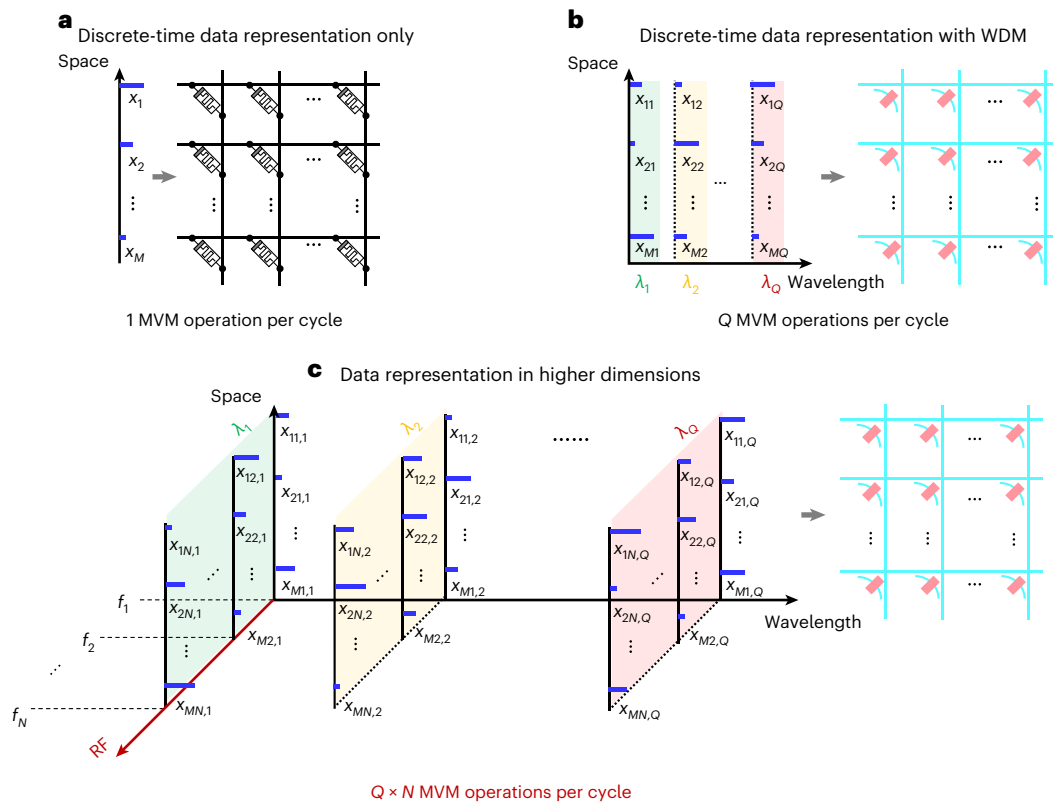 a
Discrete-time data representation only
Space
x1
x2
⋮
xM
...
...
⋮
⋮
...
1 MVM operation per cycle
b
Discrete-time data representation with WDM
Space
x11 x12 x1Q
x21 x22 x2Q
⋮ ⋮ ... ⋮
xM1 xM2 xMQ
λ1 λ2 λQ Wavelength
...
...
⋮ ⋮ ⋮
...
Q MVM operations per cycle
c
Data representation in higher dimensions
Space
λ1 λ2 ...... λQ
x11,1 x11,2 x11,Q
x12,1 x12,2 x12,Q
x21,1 x21,2 x21,Q
x1N,1 x22,1 x1N,2 x22,2 x1N,Q x22,Q
xM1,1 xM1,2 xM1,Q
f1
x2N,1 x2N,2 x2N,Q
Wavelength
f2
xM2,1 xM2,2 xM2,Q
fN
xMN,1 xMN,2 xMN,Q
RF
...
...
⋮ ⋮ ⋮
...
Q × N MVM operations per cycle